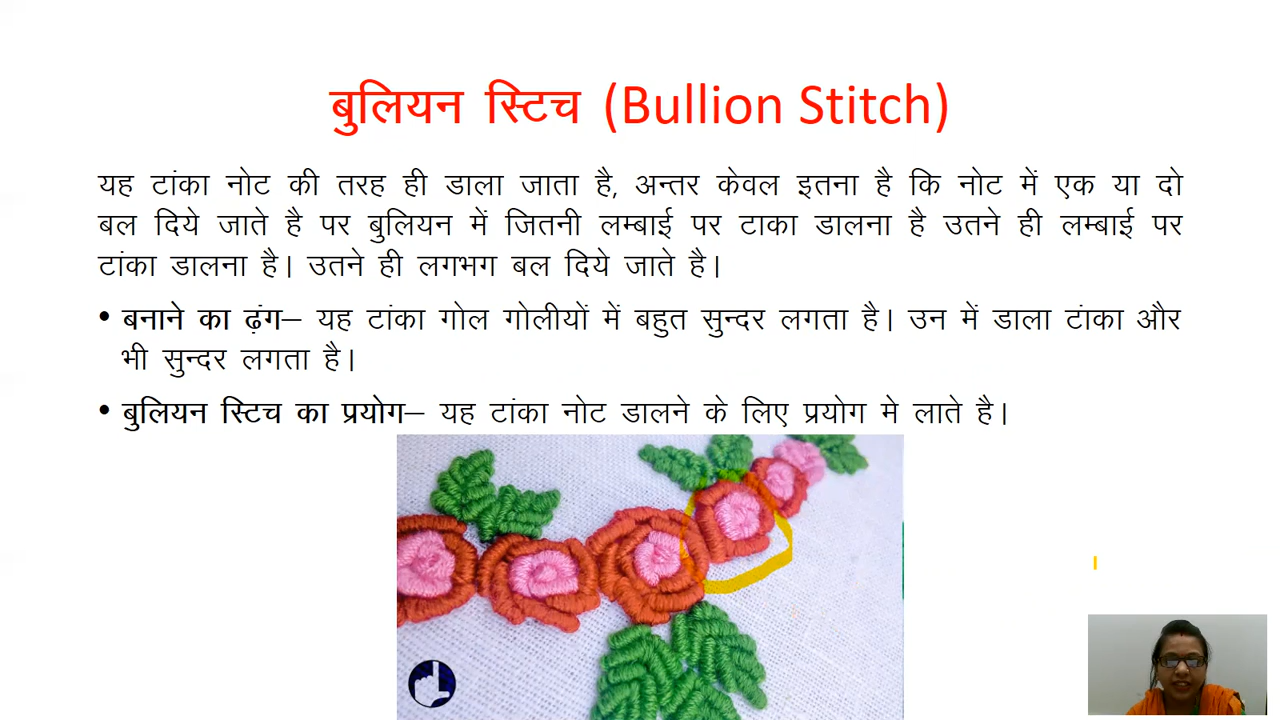 बुलियन स्टिच (Bullion Stitch)
यह टांका नोट की तरह ही डाला जाता है, अन्तर केवल इतना है कि नोट में एक या दो
बल दिये जाते है पर बुलियन में जितनी लम्बाई पर टाका डालना है उतने ही लम्बाई पर
टांका डालना है। उतने ही लगभग बल दिये जाते है।
• बनाने का ढ़ंग– यह टांका गोल गोलीयों में बहुत सुन्दर लगता है। उन में डाला टांका और
भी सुन्दर लगता है।
• बुलियन स्टिच का प्रयोग– यह टांका नोट डालने के लिए प्रयोग मे लाते है।